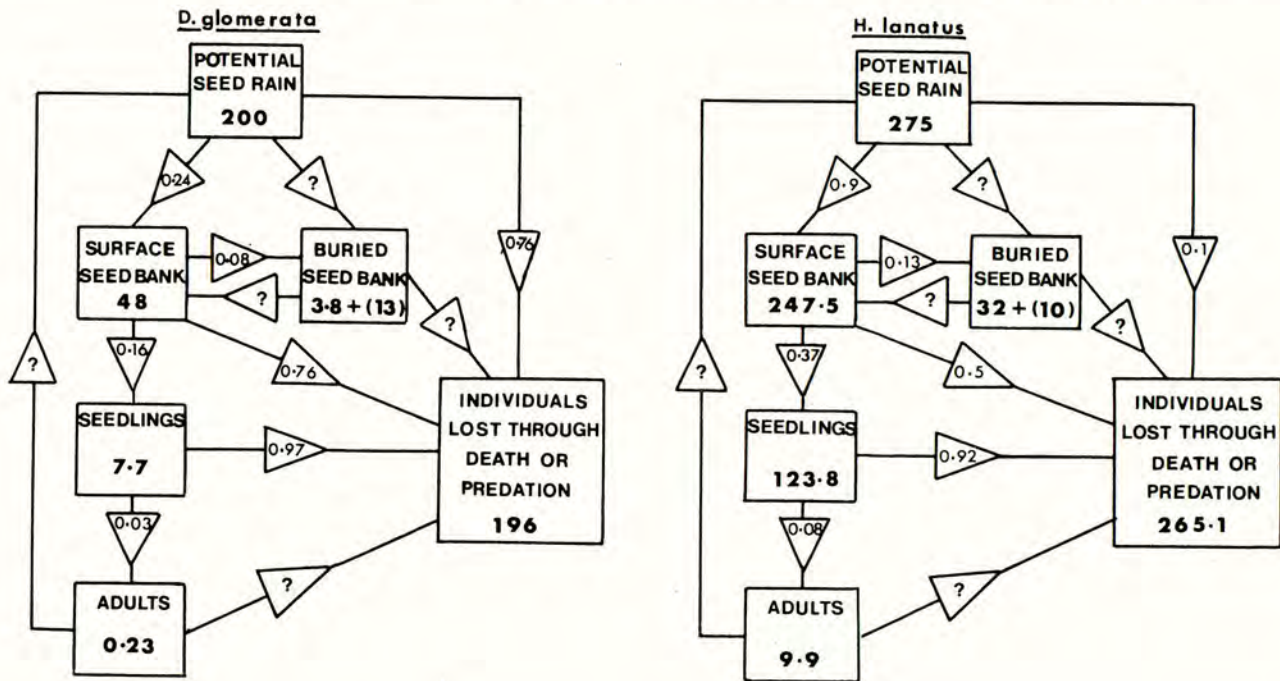 D. glomerata
POTENTIAL
SEED RAIN
200
0·24
?
0·76
SURFACE
SEED BANK
48
0·08
?
BURIED
SEED BANK
3·8 + (13)
?
?
0·16
0·76
SEEDLINGS
7·7
0·97
INDIVIDUALS
LOST THROUGH
DEATH OR
PREDATION
196
0·03
ADULTS
0·23
?
H. lanatus
POTENTIAL
SEED RAIN
275
0·9
?
0·1
SURFACE
SEED BANK
247·5
0·13
?
BURIED
SEED BANK
32 + (10)
?
?
0·37
0·5
SEEDLINGS
123·8
0·92
INDIVIDUALS
LOST THROUGH
DEATH OR
PREDATION
265·1
0·08
ADULTS
9·9
?